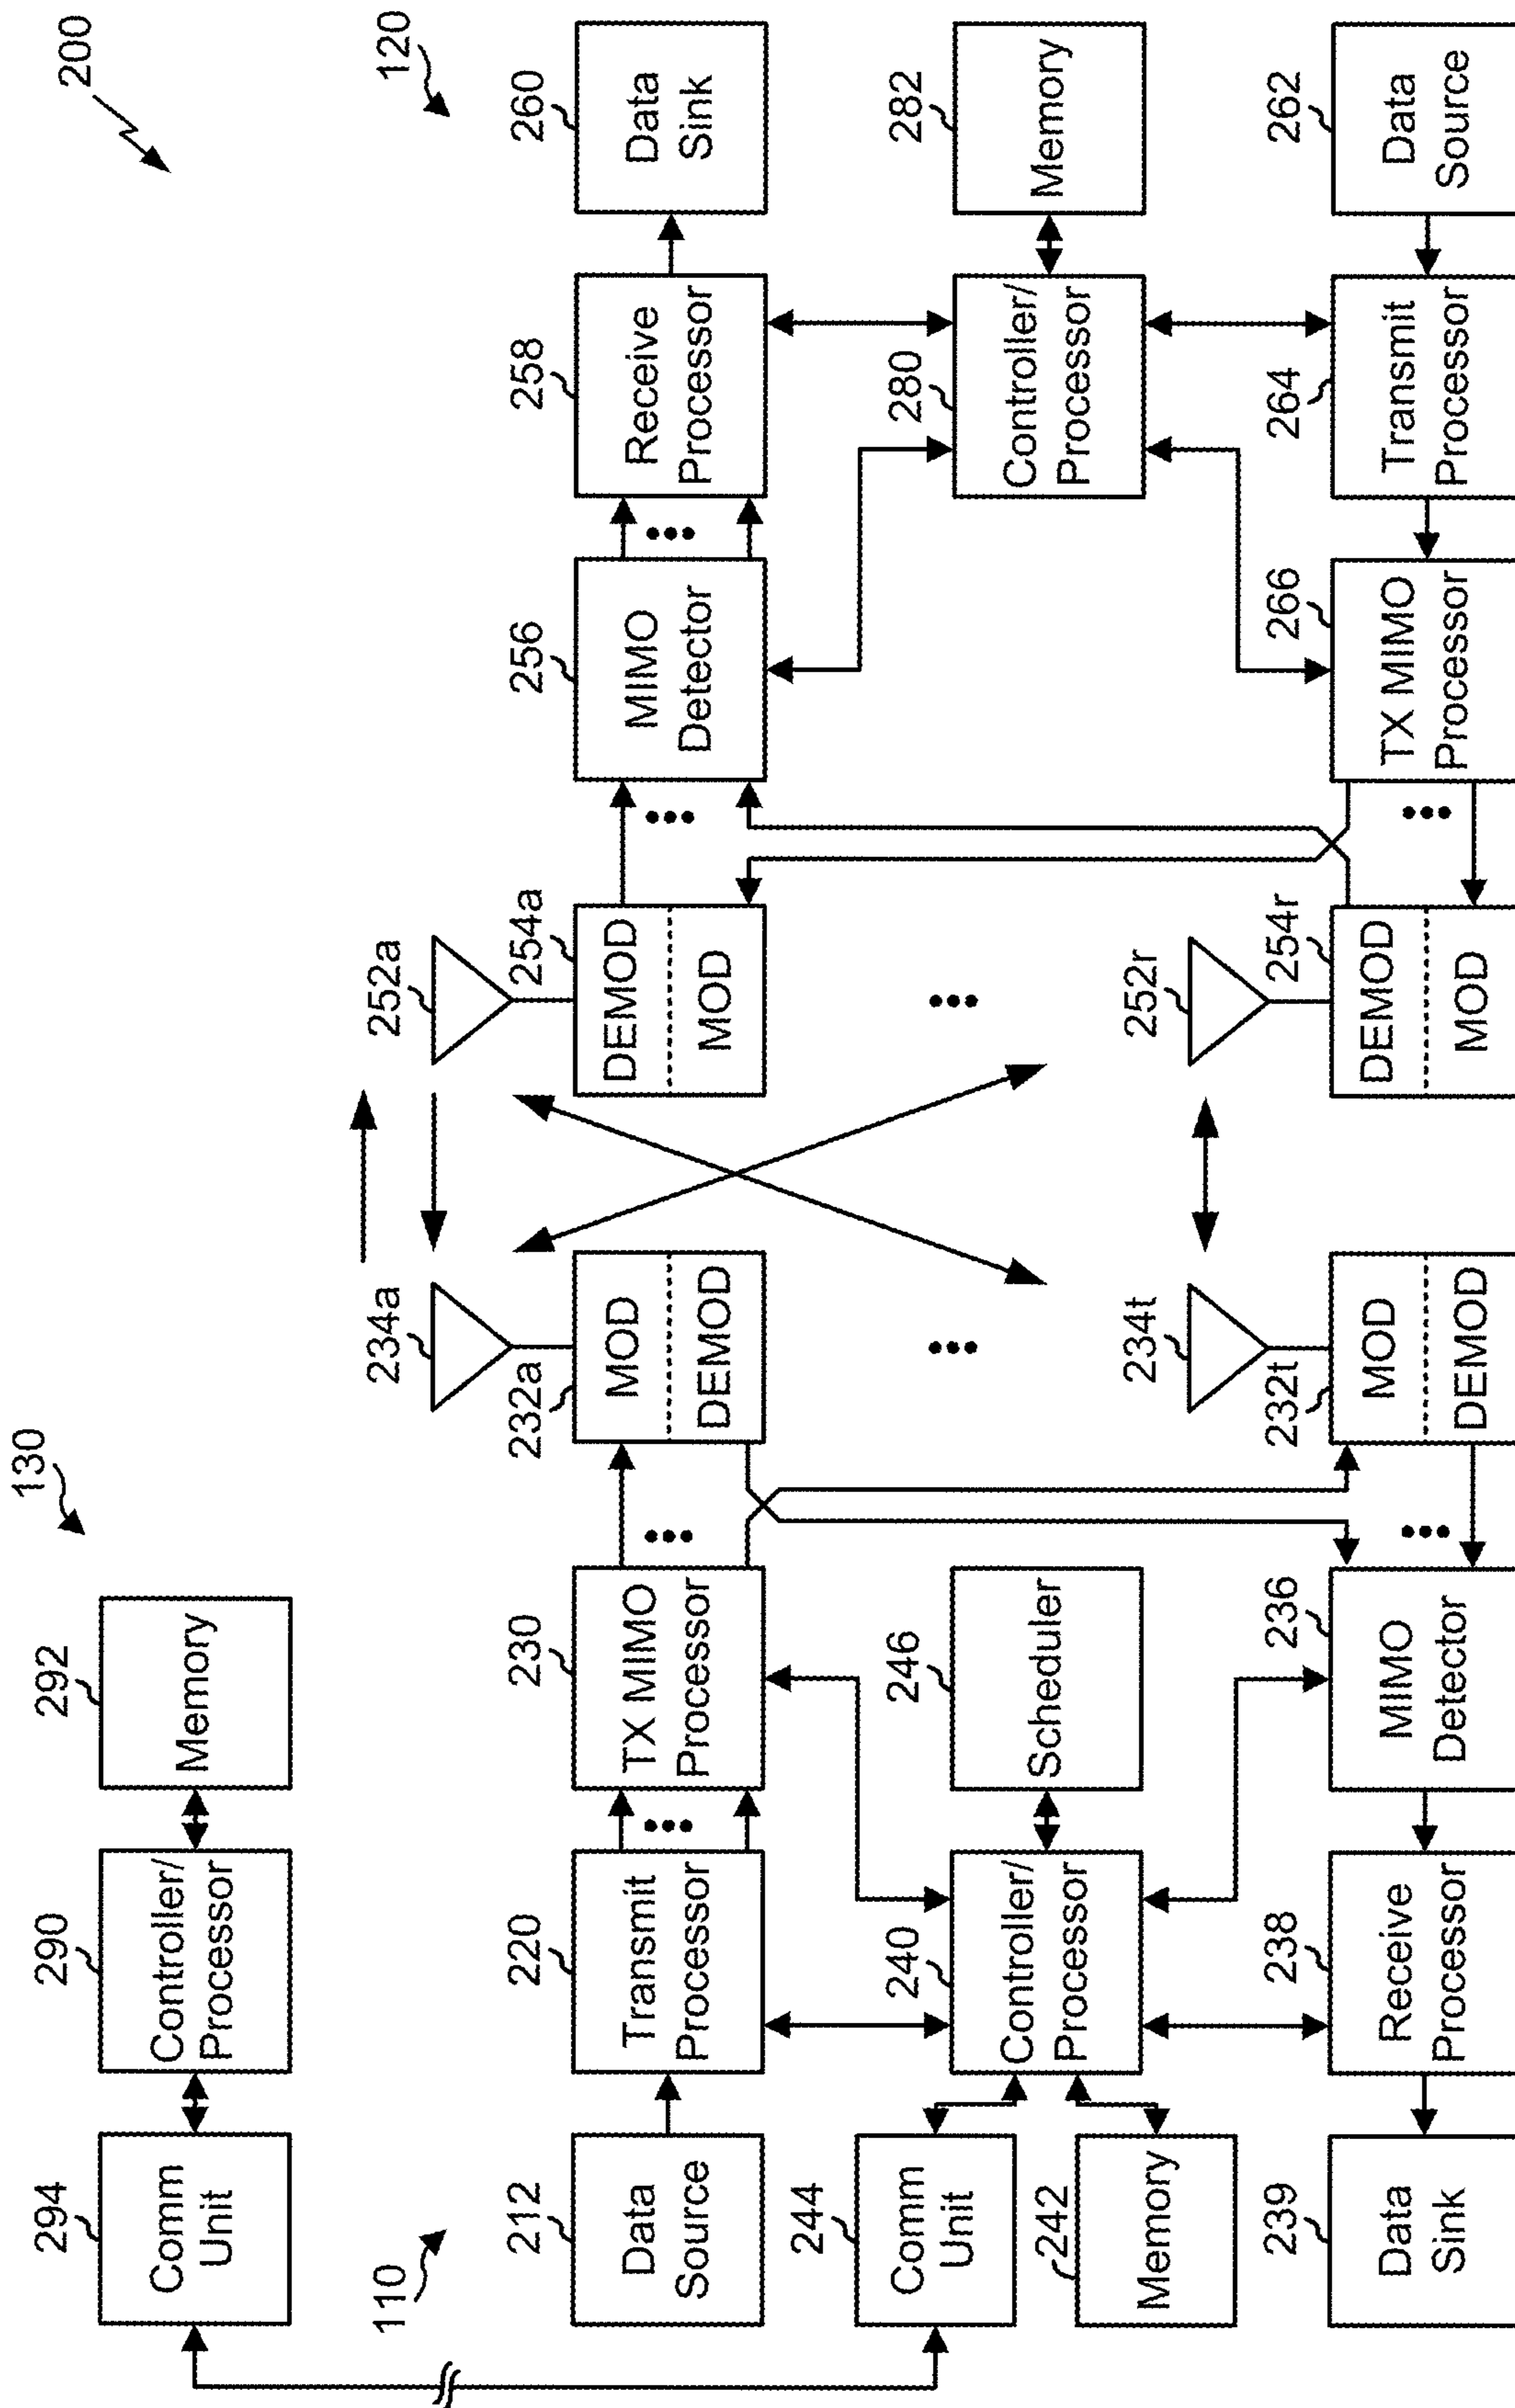 200
130
294
Comm
Unit
290
Controller/
Processor
292
Memory
110
120
212
Data
Source
220
Transmit
Processor
230
TX MIMO
Processor
232a
MOD
DEMOD
234a
252a
254a
DEMOD
MOD
256
MIMO
Detector
258
Receive
Processor
260
Data
Sink
244
Comm
Unit
242
Memory
240
Controller/
Processor
246
Scheduler
280
Controller/
Processor
282
Memory
239
Data
Sink
238
Receive
Processor
236
MIMO
Detector
232t
MOD
DEMOD
234t
252r
254r
DEMOD
MOD
266
TX MIMO
Processor
264
Transmit
Processor
262
Data
Source